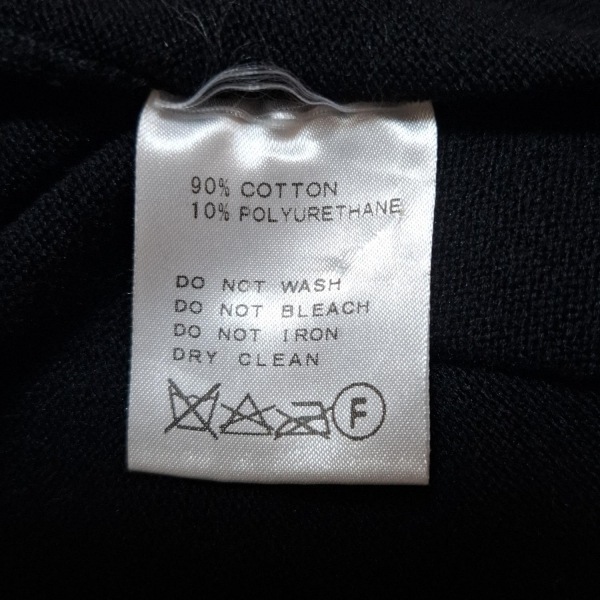 90% COTTON
10% POLYURETHANE
DO NOT WASH
DO NOT BLEACH
DO NOT IRON
DRY CLEAN
F